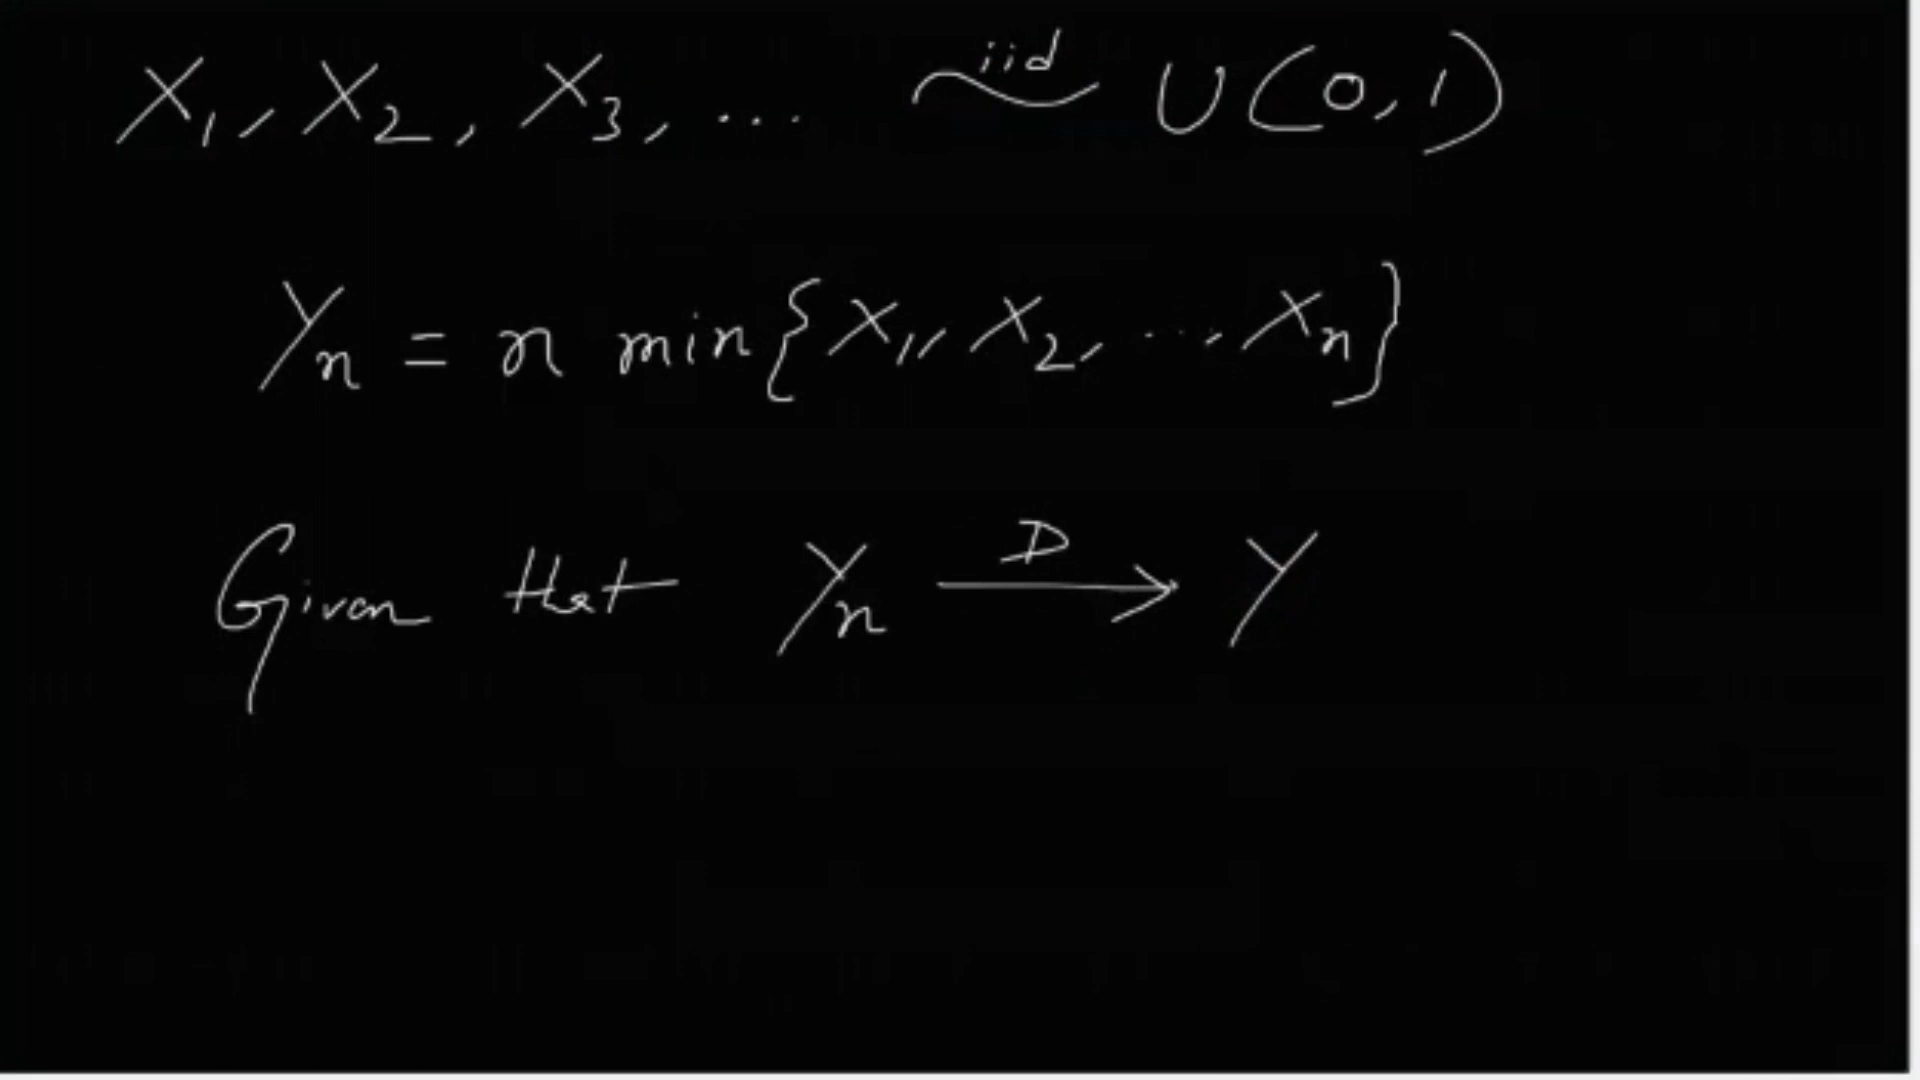 X₁, X₂, X₃, ... ~iid U(0,1)
Yₙ = n min{X₁, X₂, ..., Xₙ}
Given that Yₙ →D Y